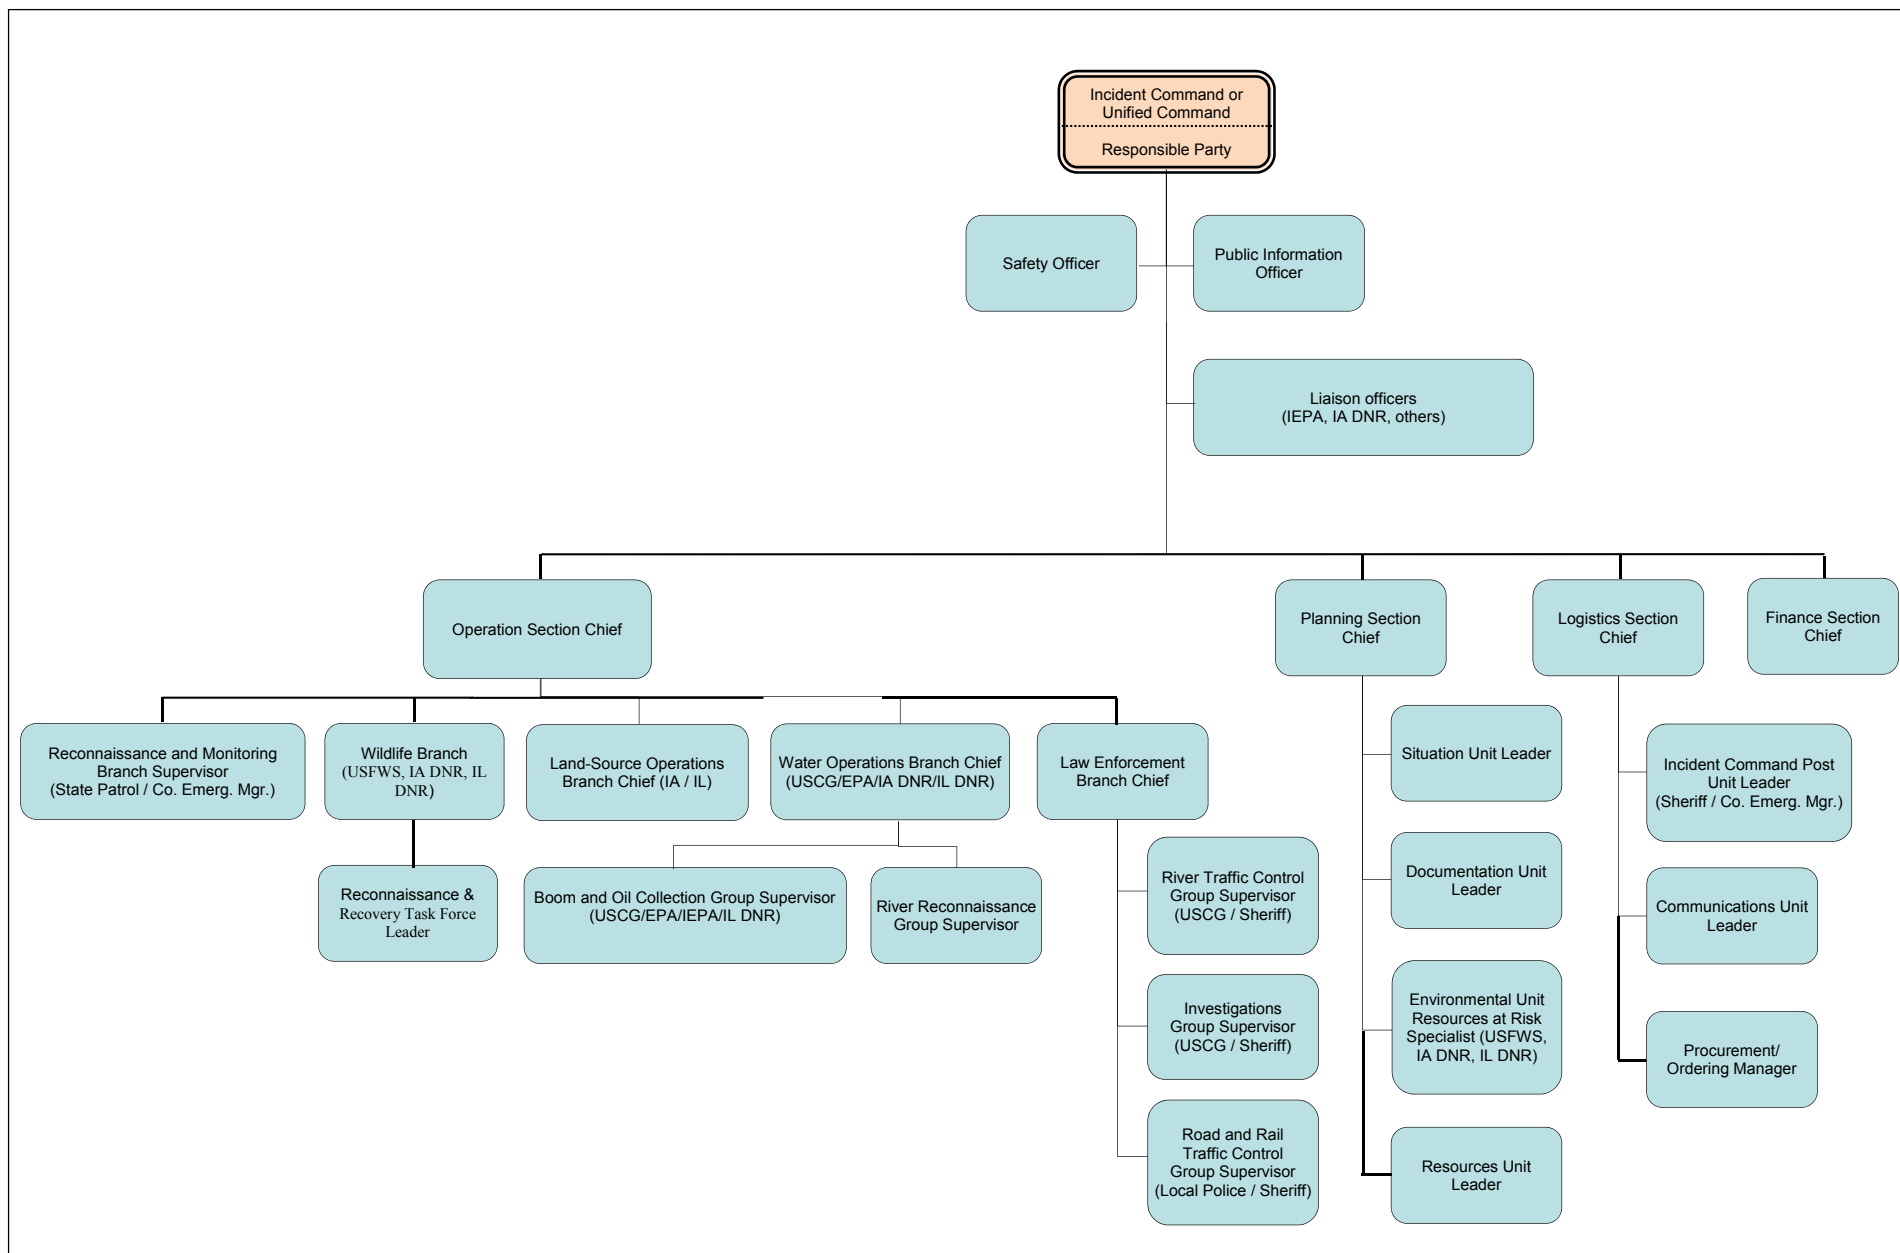 Incident Command or
Unified Command
Responsible Party
Safety Officer
Public Information
Officer
Liaison officers
(IEPA, IA DNR, others)
Operation Section Chief
Planning Section
Chief
Logistics Section
Chief
Finance Section
Chief
Reconnaissance and Monitoring
Branch Supervisor
(State Patrol / Co. Emerg. Mgr.)
Wildlife Branch
(USFWS, IA DNR, IL
DNR)
Land-Source Operations
Branch Chief (IA / IL)
Water Operations Branch Chief
(USCG/EPA/IA DNR/IL DNR)
Law Enforcement
Branch Chief
Reconnaissance &
Recovery Task Force
Leader
Boom and Oil Collection Group Supervisor
(USCG/EPA/IEPA/IL DNR)
River Reconnaissance
Group Supervisor
River Traffic Control
Group Supervisor
(USCG / Sheriff)
Investigations
Group Supervisor
(USCG / Sheriff)
Road and Rail
Traffic Control
Group Supervisor
(Local Police / Sheriff)
Situation Unit Leader
Documentation Unit
Leader
Environmental Unit
Resources at Risk
Specialist (USFWS,
IA DNR, IL DNR)
Resources Unit
Leader
Incident Command Post
Unit Leader
(Sheriff / Co. Emerg. Mgr.)
Communications Unit
Leader
Procurement/
Ordering Manager